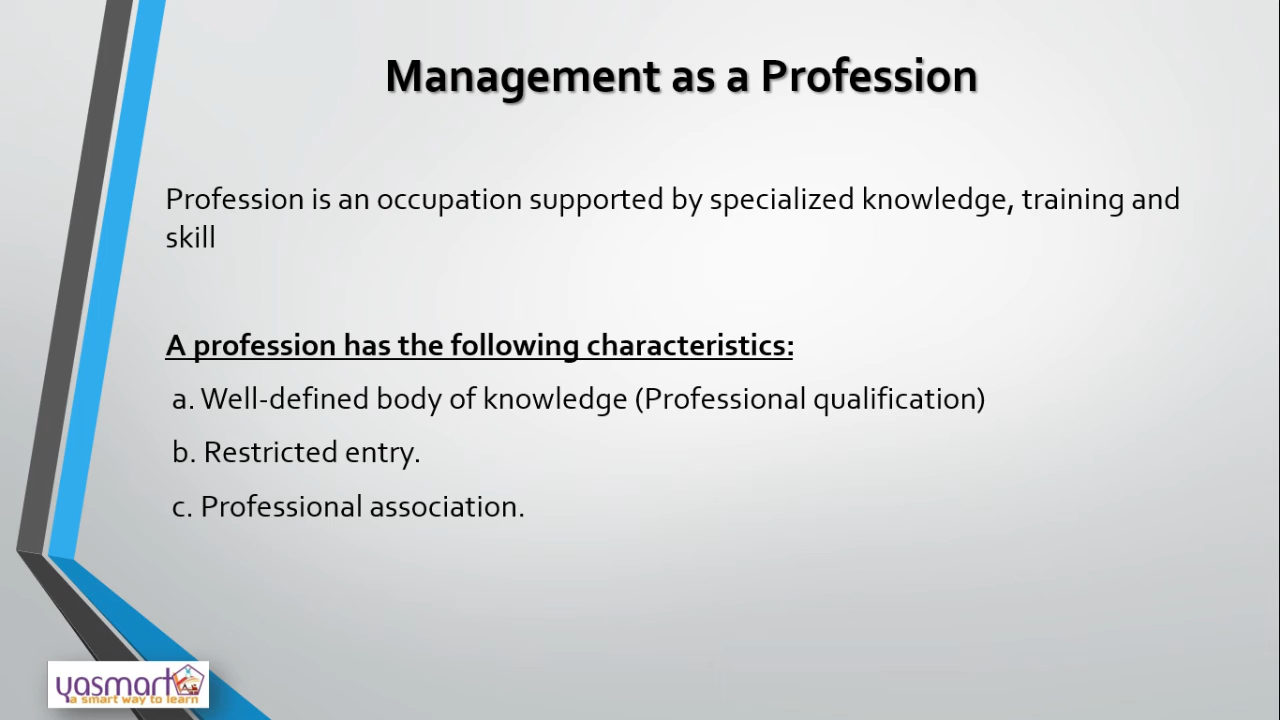 Management as a Profession
Profession is an occupation supported by specialized knowledge, training and
skill
A profession has the following characteristics:
a. Well-defined body of knowledge (Professional qualification)
b. Restricted entry.
c. Professional association.
yasmart
a smart way to learn